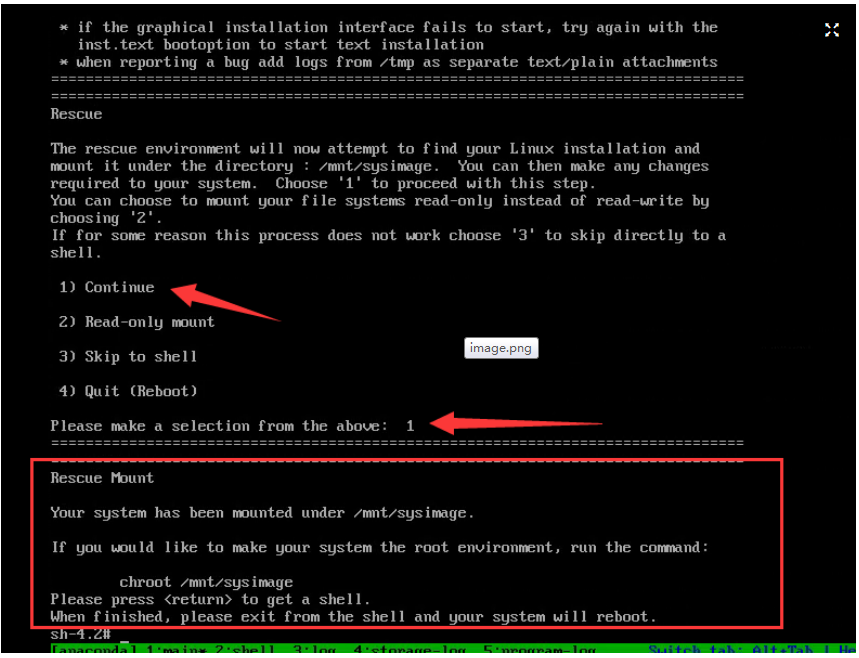 * if the graphical installation interface fails to start, try again with the
inst.text bootoption to start text installation
* when reporting a bug add logs from /tmp as separate text/plain attachments
================================================================================
================================================================================
Rescue
The rescue environment will now attempt to find your Linux installation and
mount it under the directory : /mnt/sysimage.  You can then make any changes
required to your system.  Choose '1' to proceed with this step.
You can choose to mount your file systems read-only instead of read-write by
choosing '2'.
If for some reason this process does not work choose '3' to skip directly to a
shell.
1) Continue
2) Read-only mount
image.png
3) Skip to shell
4) Quit (Reboot)
Please make a selection from the above:  1
================================================================================
================================================================================
Rescue Mount
Your system has been mounted under /mnt/sysimage.
If you would like to make your system the root environment, run the command:
chroot /mnt/sysimage
Please press <return> to get a shell.
When finished, please exit from the shell and your system will reboot.
sh-4.2# _
[anaconda] 1:main* 2:shell  3:log  4:storage-log  5:program-log Switch tab: Alt+Tab | He